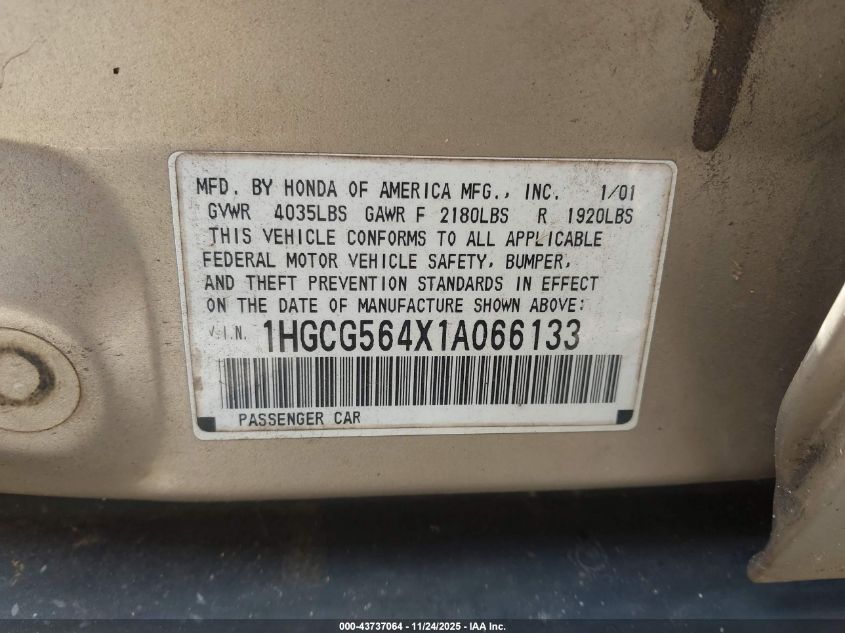 MFD. BY HONDA OF AMERICA MFG., INC. 1/01
GVWR 4035LBS GAWR F 2180LBS R 1920LBS
THIS VEHICLE CONFORMS TO ALL APPLICABLE
FEDERAL MOTOR VEHICLE SAFETY, BUMPER,
AND THEFT PREVENTION STANDARDS IN EFFECT
ON THE DATE OF MANUFACTURE SHOWN ABOVE:
V.I.N. 1HGCG564X1A066133
PASSENGER CAR
000-43737064 - 11/24/2025 - IAA Inc.